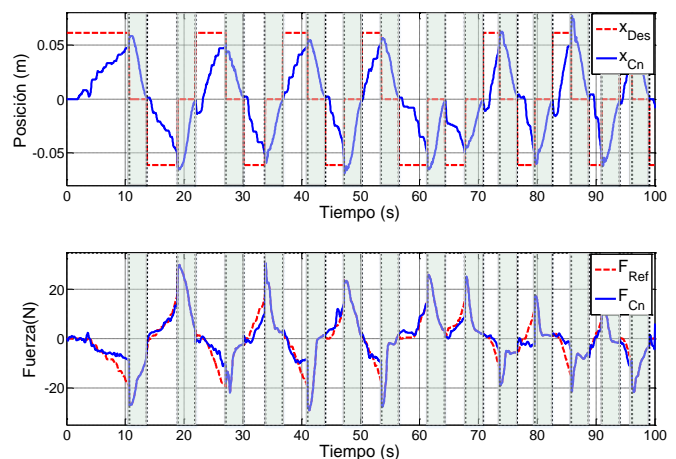 0.05
0
-0.05
Posición (m)
x_Des
x_Cn
0 10 20 30 40 50 60 70 80 90 100
Tiempo (s)
20
0
-20
Fuerza(N)
F_Ref
F_Cn
0 10 20 30 40 50 60 70 80 90 100
Tiempo (s)